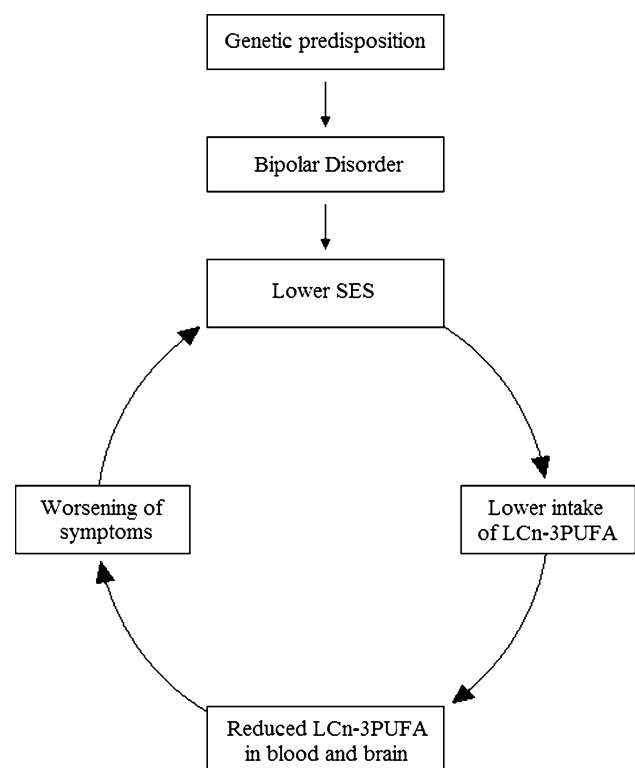 Genetic predisposition
Bipolar Disorder
Lower SES
Lower intake
of LCn-3PUFA
Reduced LCn-3PUFA
in blood and brain
Worsening of
symptoms